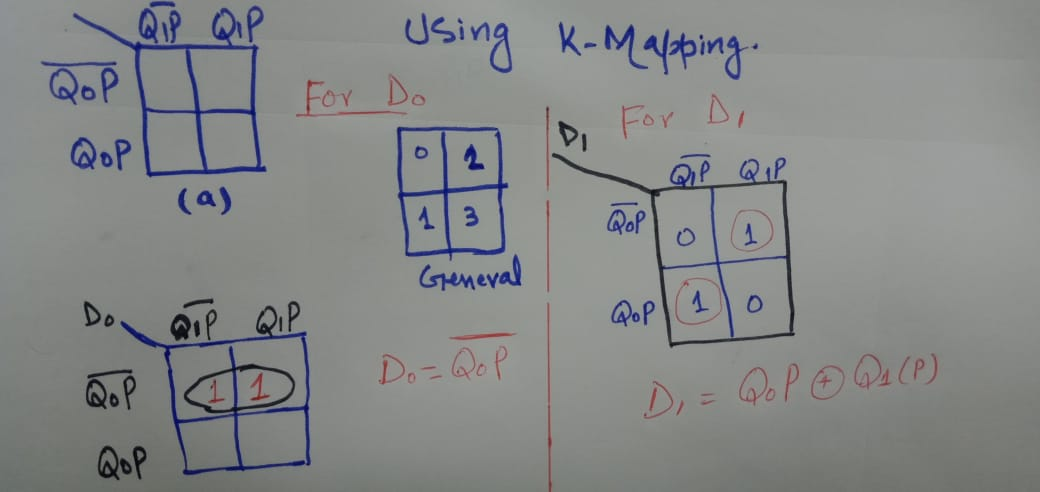 Using K-Mapping.
Q̅₁P̅ Q₁P
Q̅₀P̅
Q₀P
(a)
For D₀
0 2
1 3
General
D₀ Q̅₁P Q₁P
Q̅₀P̅ 1 1
Q₀P
D₀ = Q̅₀P̅
For D₁
D₁
Q̅₁P̅ Q₁P
Q̅₀P 0 1
Q₀P 1 0
D₁ = Q₀P ⊕ Q₁(P)